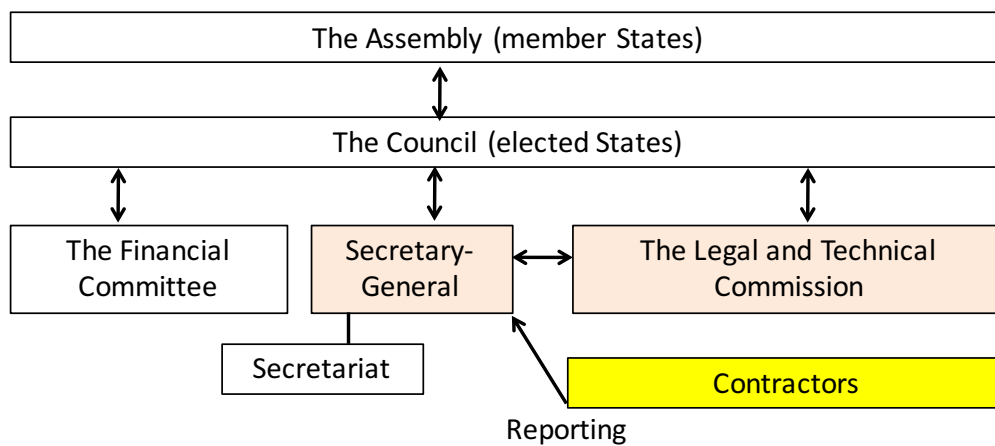 The Assembly (member States)
The Council (elected States)
The Financial
Committee
Secretary-
General
The Legal and Technical
Commission
Secretariat
Contractors
Reporting